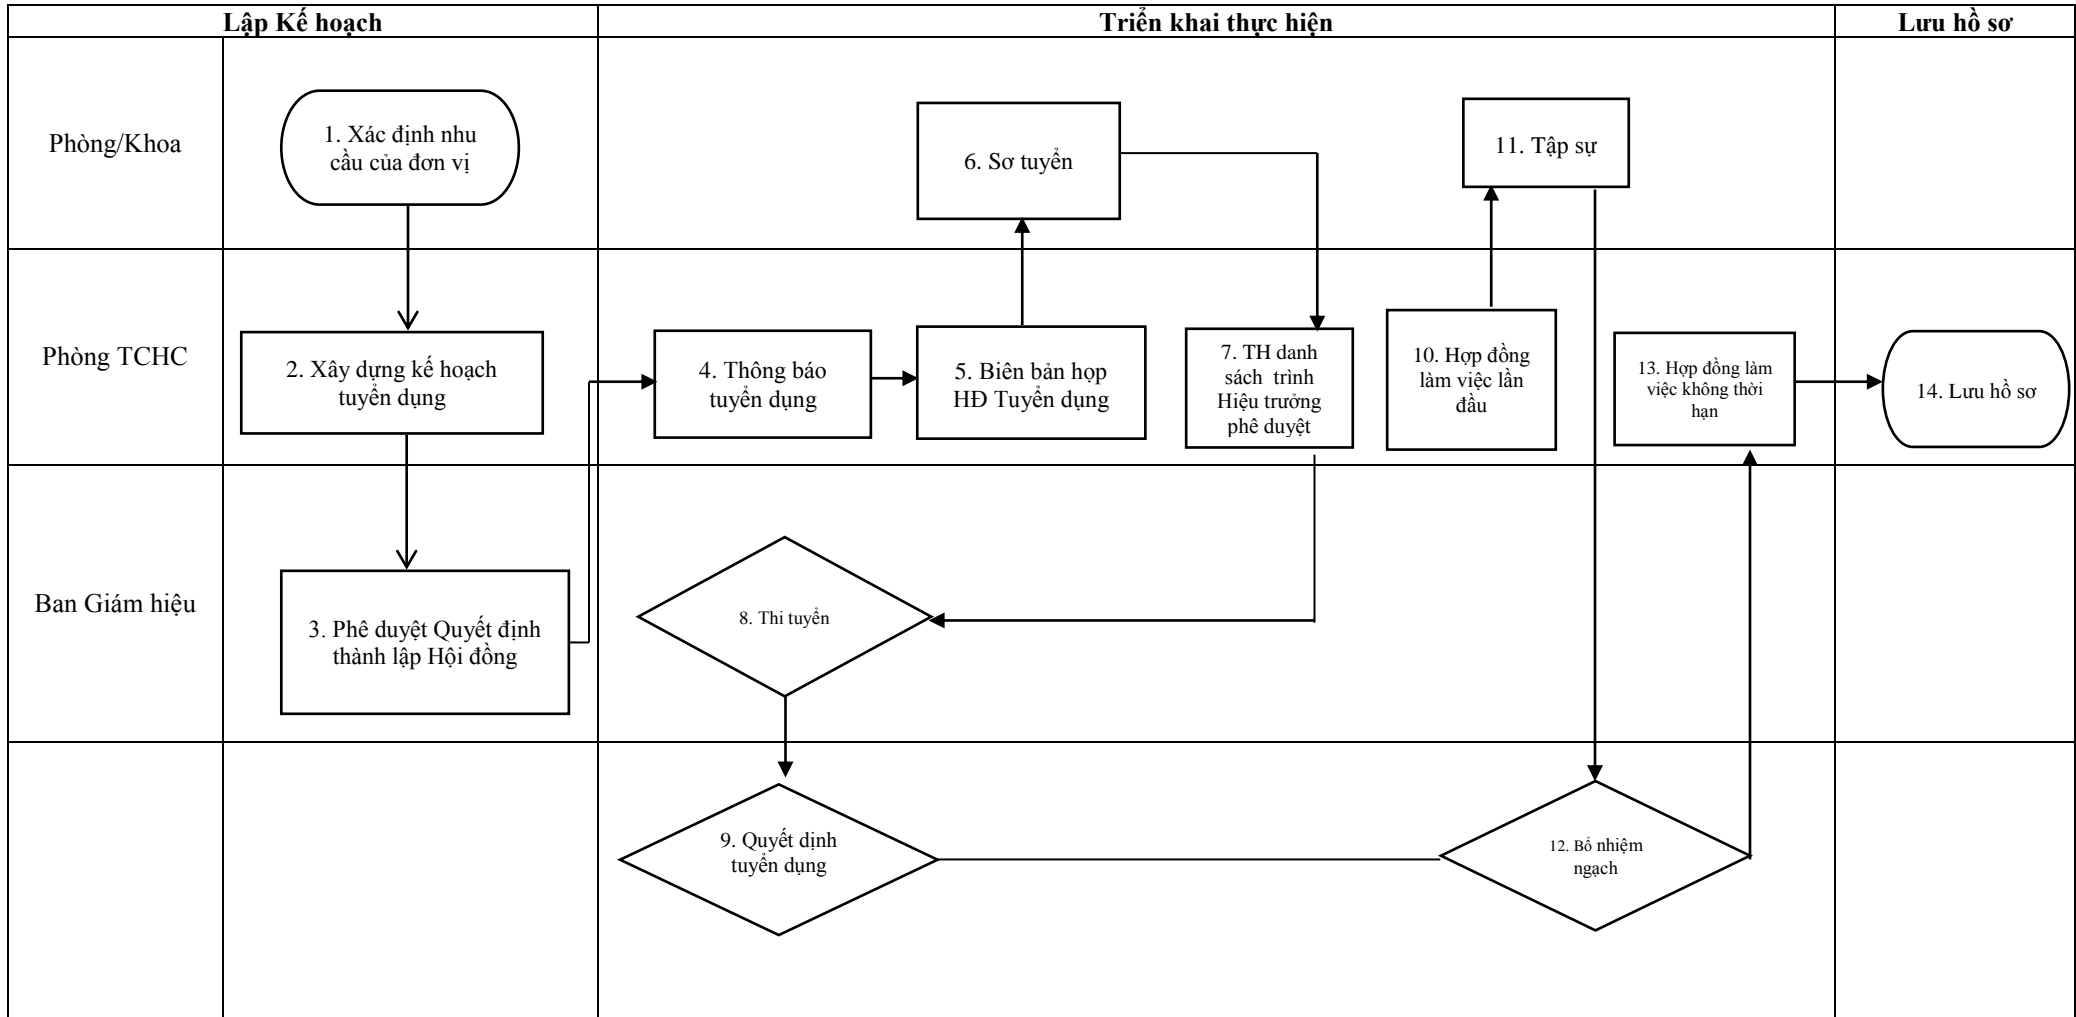 Lập Kế hoạch
Triển khai thực hiện
Lưu hồ sơ
Phòng/Khoa
1. Xác định nhu
cầu của đơn vị
6. Sơ tuyển
11. Tập sự
Phòng TCHC
2. Xây dựng kế hoạch
tuyển dụng
4. Thông báo
tuyển dụng
5. Biên bản họp
HĐ Tuyển dụng
7. TH danh
sách trình
Hiệu trưởng
phê duyệt
10. Hợp đồng
làm việc lần
đầu
13. Hợp đồng làm
việc không thời
hạn
14. Lưu hồ sơ
Ban Giám hiệu
3. Phê duyệt Quyết định
thành lập Hội đồng
8. Thi tuyển
9. Quyết dịnh
tuyển dụng
12. Bổ nhiệm
ngạch